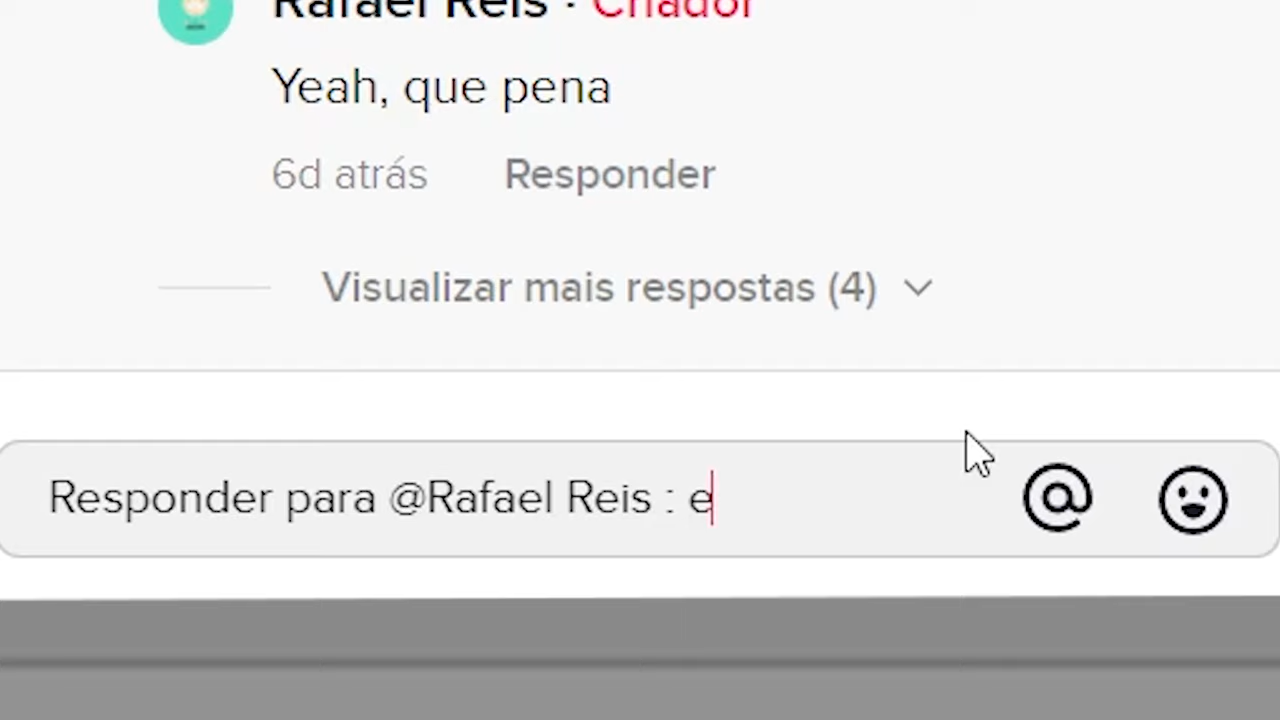 Rafael Reis · Criador
Yeah, que pena
6d atrás Responder
Visualizar mais respostas (4)
Responder para @Rafael Reis : e